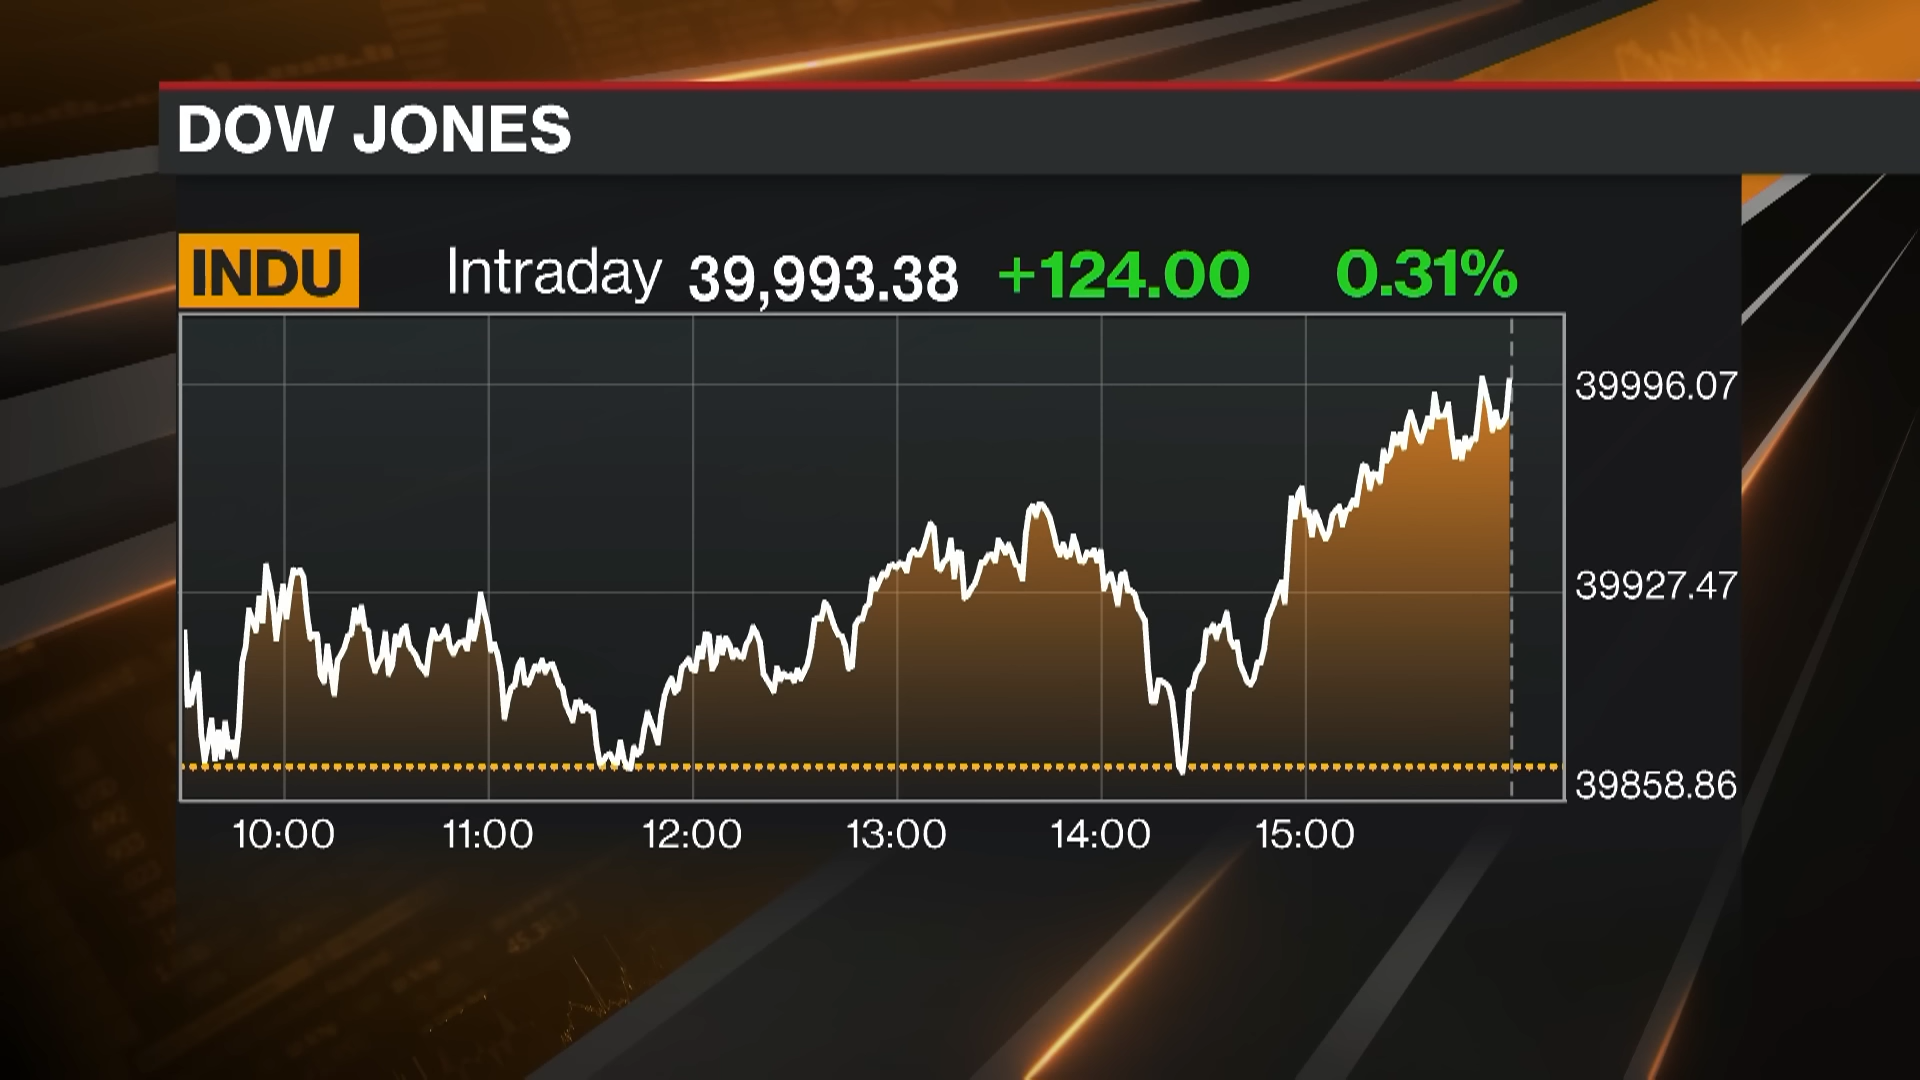 DOW JONES
INDU Intraday 39,993.38 +124.00 0.31%
39996.07
39927.47
39858.86
10:00 11:00 12:00 13:00 14:00 15:00